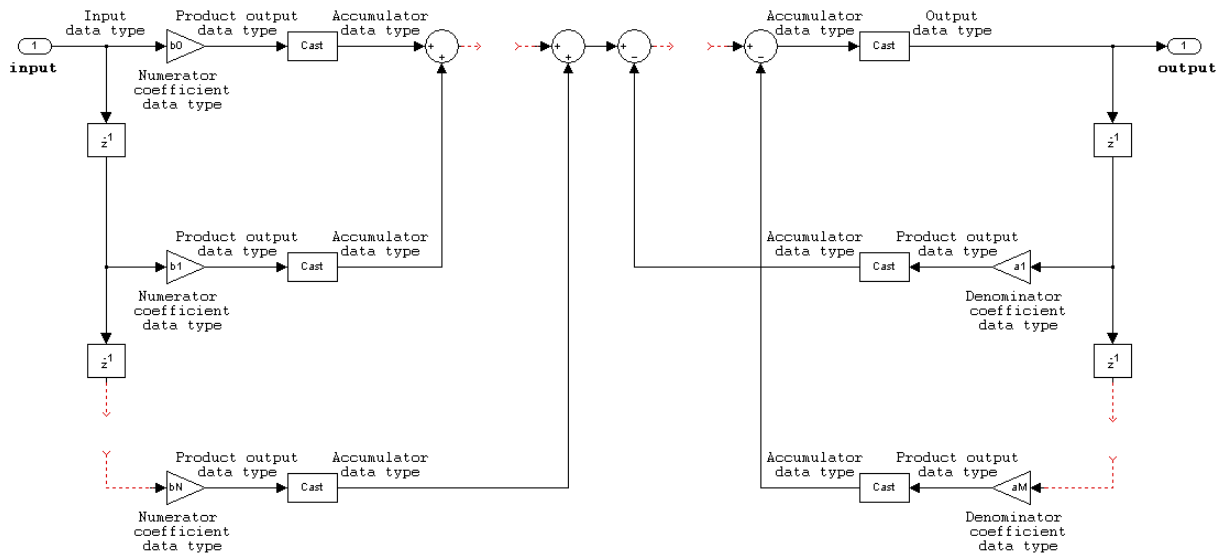 Input
data type
Product output
data type
Accumulator
data type
Accumulator
data type
Output
data type
1
b0
Cast
+
+
+
+
+
−
+
−
Cast
1
input
output
Numerator
coefficient
data type
z-1
z-1
Product output
data type
Accumulator
data type
Accumulator
data type
Product output
data type
b1
Cast
Cast
a1
Numerator
coefficient
data type
Denominator
coefficient
data type
z-1
z-1
Product output
data type
Accumulator
data type
Accumulator
data type
Product output
data type
bN
Cast
Cast
aM
Numerator
coefficient
data type
Denominator
coefficient
data type